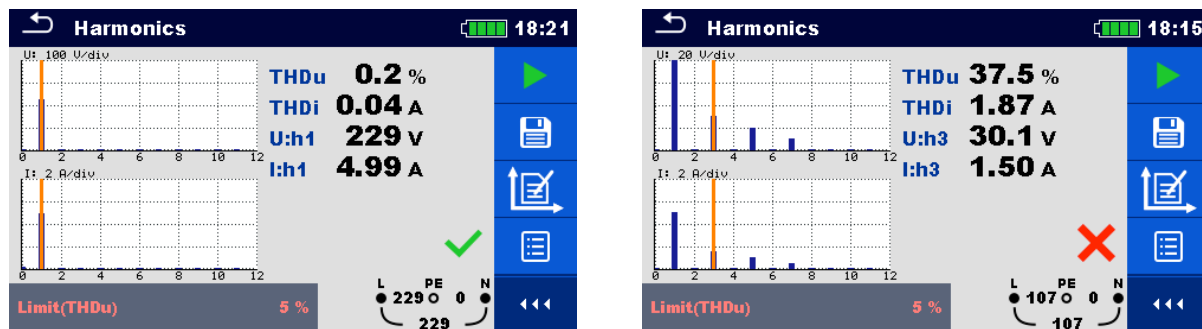 Harmonics
18:21
U: 100 V/div
0 2 4 6 8 10 12
I: 2 A/div
0 2 4 6 8 10 12
THDu 0.2 %
THDi 0.04 A
U:h1 229 V
I:h1 4.99 A
Limit(THDu) 5 %
L PE N
229 0
229
Harmonics
18:15
U: 20 V/div
0 2 4 6 8 10 12
I: 2 A/div
0 2 4 6 8 10 12
THDu 37.5 %
THDi 1.87 A
U:h3 30.1 V
I:h3 1.50 A
Limit(THDu) 5 %
L PE N
107 0
107